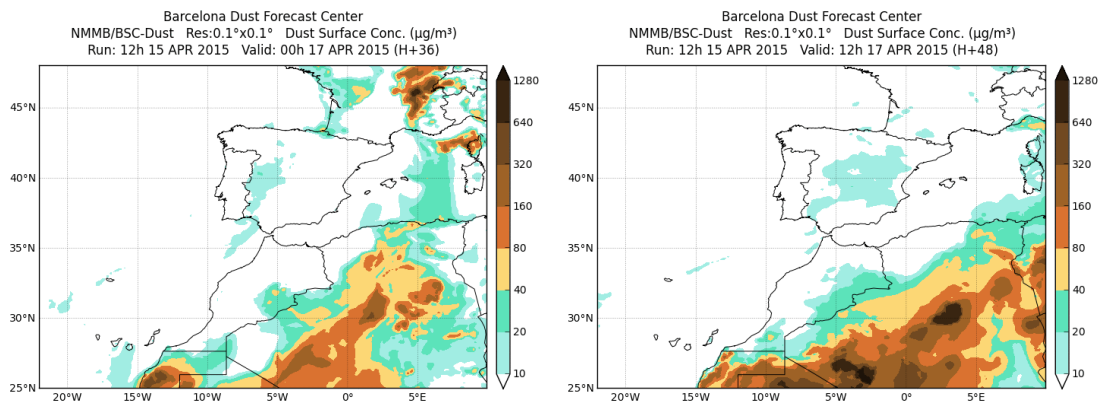 Barcelona Dust Forecast Center
NMMB/BSC-Dust Res:0.1°x0.1° Dust Surface Conc. (µg/m³)
Run: 12h 15 APR 2015 Valid: 00h 17 APR 2015 (H+36)
45°N
40°N
35°N
30°N
25°N
20°W
15°W
10°W
5°W
0°
5°E
1280
640
320
160
80
40
20
10
Barcelona Dust Forecast Center
NMMB/BSC-Dust Res:0.1°x0.1° Dust Surface Conc. (µg/m³)
Run: 12h 15 APR 2015 Valid: 12h 17 APR 2015 (H+48)
45°N
40°N
35°N
30°N
25°N
20°W
15°W
10°W
5°W
0°
5°E
1280
640
320
160
80
40
20
10